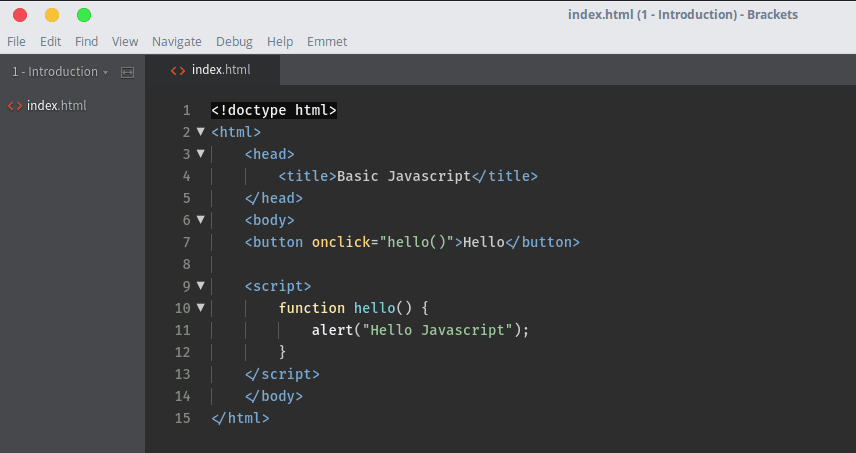 index.html (1 - Introduction) - Brackets
File Edit Find View Navigate Debug Help Emmet
1 - Introduction
index.html
index.html
1 <!doctype html>
2 <html>
3 <head>
4 <title>Basic Javascript</title>
5 </head>
6 <body>
7 <button onclick="hello()">Hello</button>
8
9 <script>
10 function hello() {
11 alert("Hello Javascript");
12 }
13 </script>
14 </body>
15 </html>